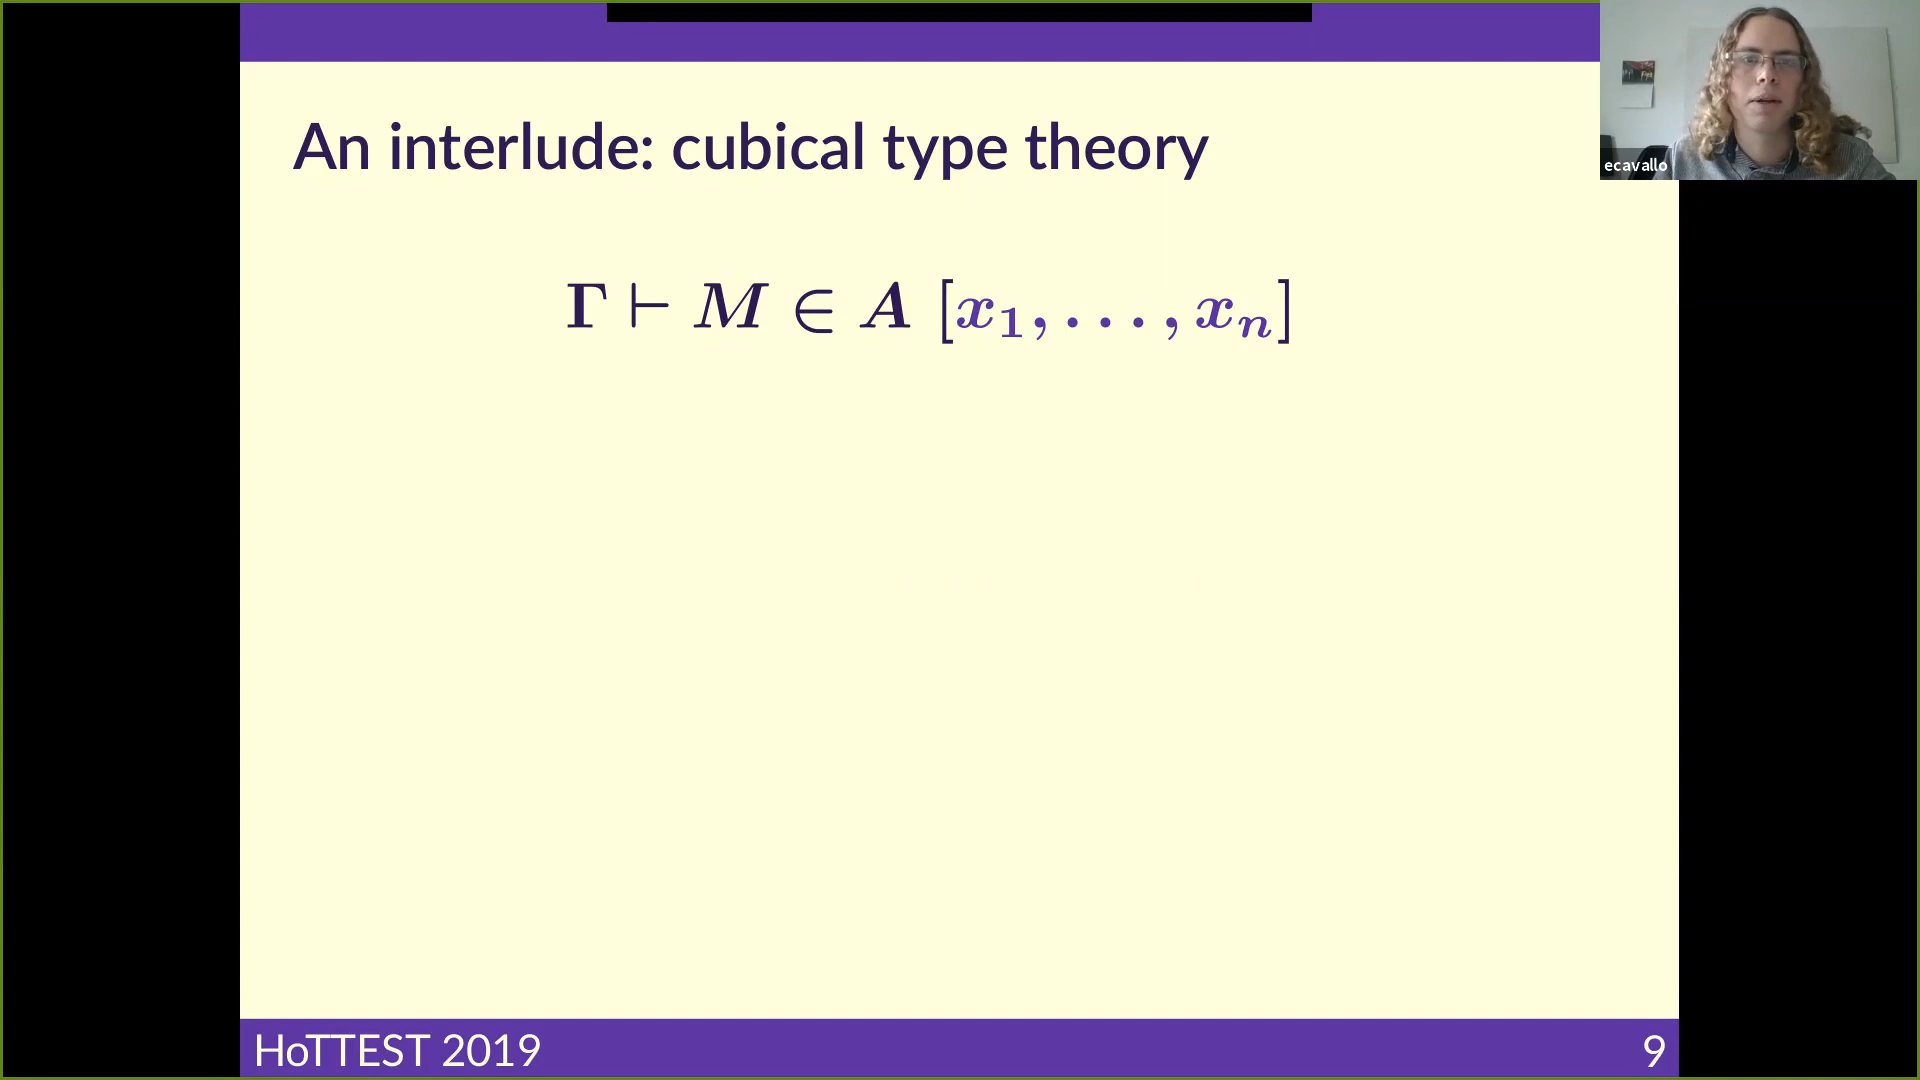 An interlude: cubical type theory
Γ ⊢ M ∈ A [x₁, . . . , xₙ]
ecavallo
HoTTEST 2019
9